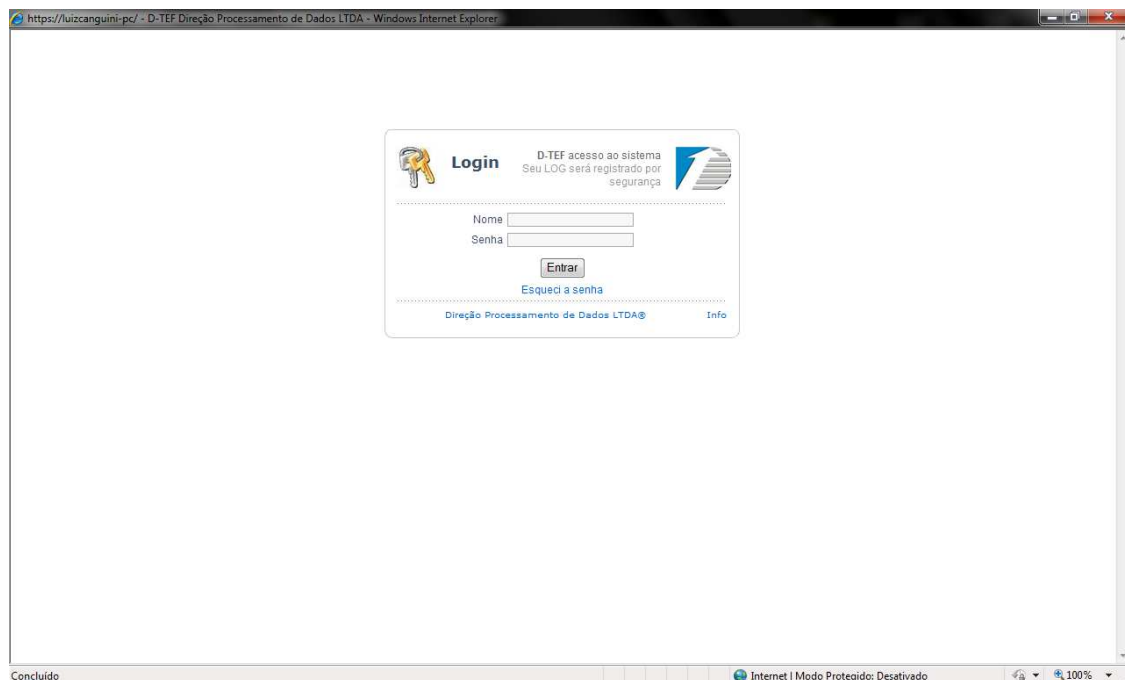 https://luizcanguini-pc/ - D-TEF Direção Processamento de Dados LTDA - Windows Internet Explorer
Login
D-TEF acesso ao sistema
Seu LOG será registrado por
segurança
Nome
Senha
Entrar
Esqueci a senha
Direção Processamento de Dados LTDA®
Info
Concluído
Internet | Modo Protegido: Desativado
100%